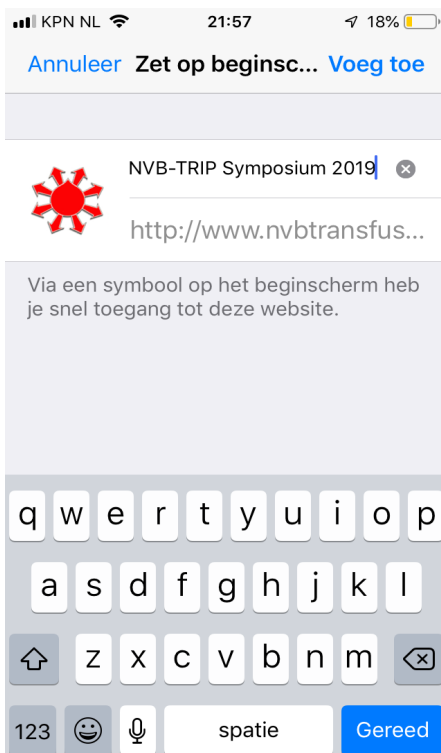 KPN NL 21:57 18%
Annuleer Zet op beginsc... Voeg toe
NVB-TRIP Symposium 2019
http://www.nvbtransfus...
Via een symbool op het beginscherm heb
je snel toegang tot deze website.
q w e r t y u i o p
a s d f g h j k l
z x c v b n m
123 spatie Gereed